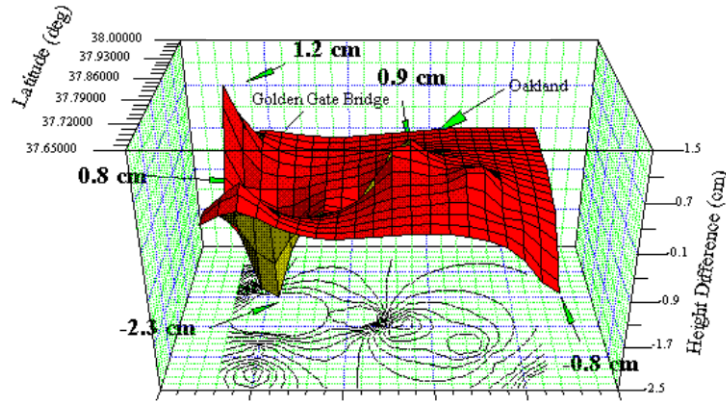 Latitude (deg)
38.00000
37.93000
37.86000
37.79000
37.72000
37.65000
1.2 cm
0.9 cm
Oakland
Golden Gate Bridge
0.8 cm
-2.3 cm
-0.8 cm
1.5
0.7
-0.1
-0.9
-1.7
-2.5
Height Difference (cm)